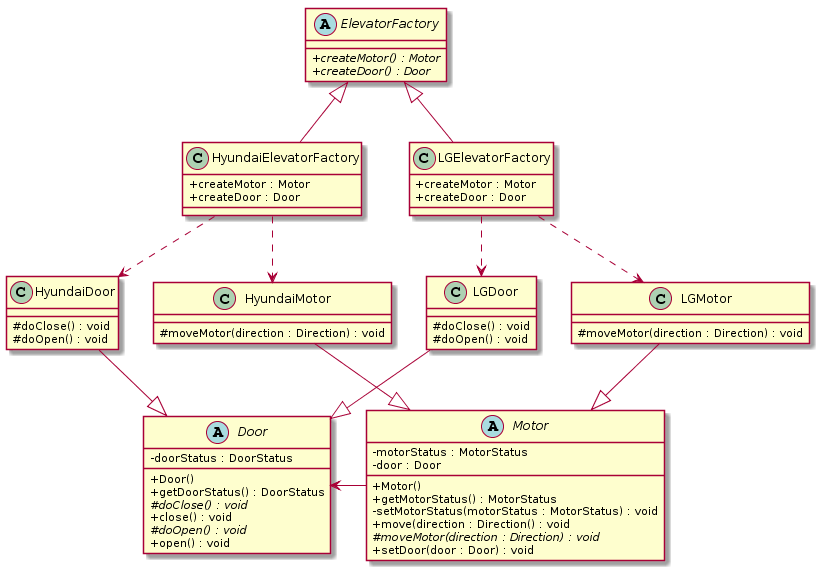 A ElevatorFactory
+createMotor() : Motor
+createDoor() : Door
C HyundaiElevatorFactory
+createMotor : Motor
+createDoor : Door
C LGElevatorFactory
+createMotor : Motor
+createDoor : Door
C HyundaiDoor
#doClose() : void
#doOpen() : void
C HyundaiMotor
#moveMotor(direction : Direction) : void
C LGDoor
#doClose() : void
#doOpen() : void
C LGMotor
#moveMotor(direction : Direction) : void
A Door
-doorStatus : DoorStatus
+Door()
+getDoorStatus() : DoorStatus
#doClose() : void
+close() : void
#doOpen() : void
+open() : void
A Motor
-motorStatus : MotorStatus
-door : Door
+Motor()
+getMotorStatus() : MotorStatus
-setMotorStatus(motorStatus : MotorStatus) : void
+move(direction : Direction() : void
#moveMotor(direction : Direction) : void
+setDoor(door : Door) : void